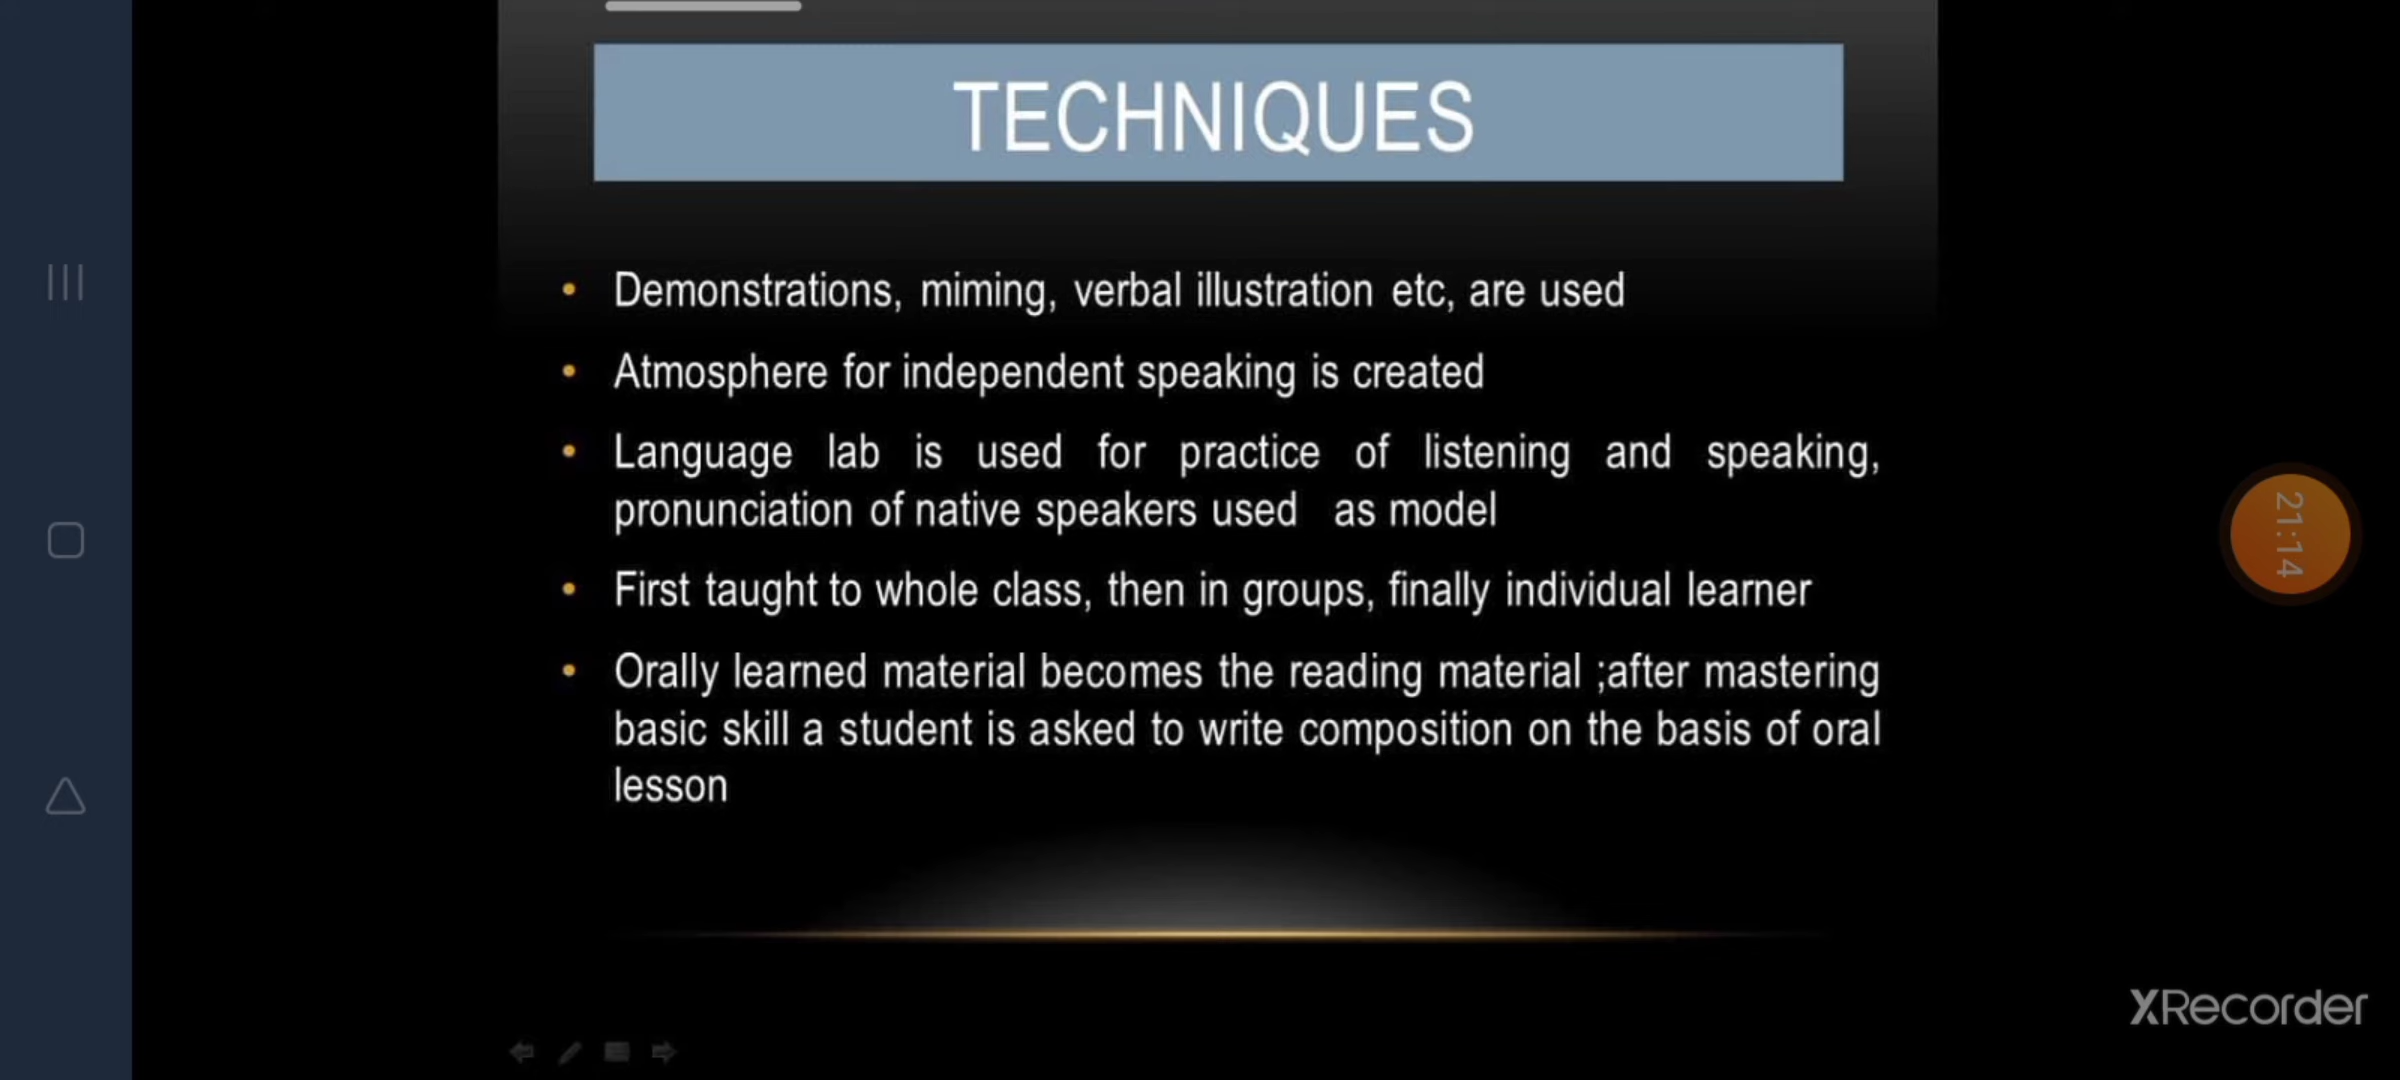 TECHNIQUES
• Demonstrations, miming, verbal illustration etc, are used
• Atmosphere for independent speaking is created
• Language lab is used for practice of listening and speaking,
pronunciation of native speakers used as model
• First taught to whole class, then in groups, finally individual learner
• Orally learned material becomes the reading material ;after mastering
basic skill a student is asked to write composition on the basis of oral
lesson
21:14
XRecorder